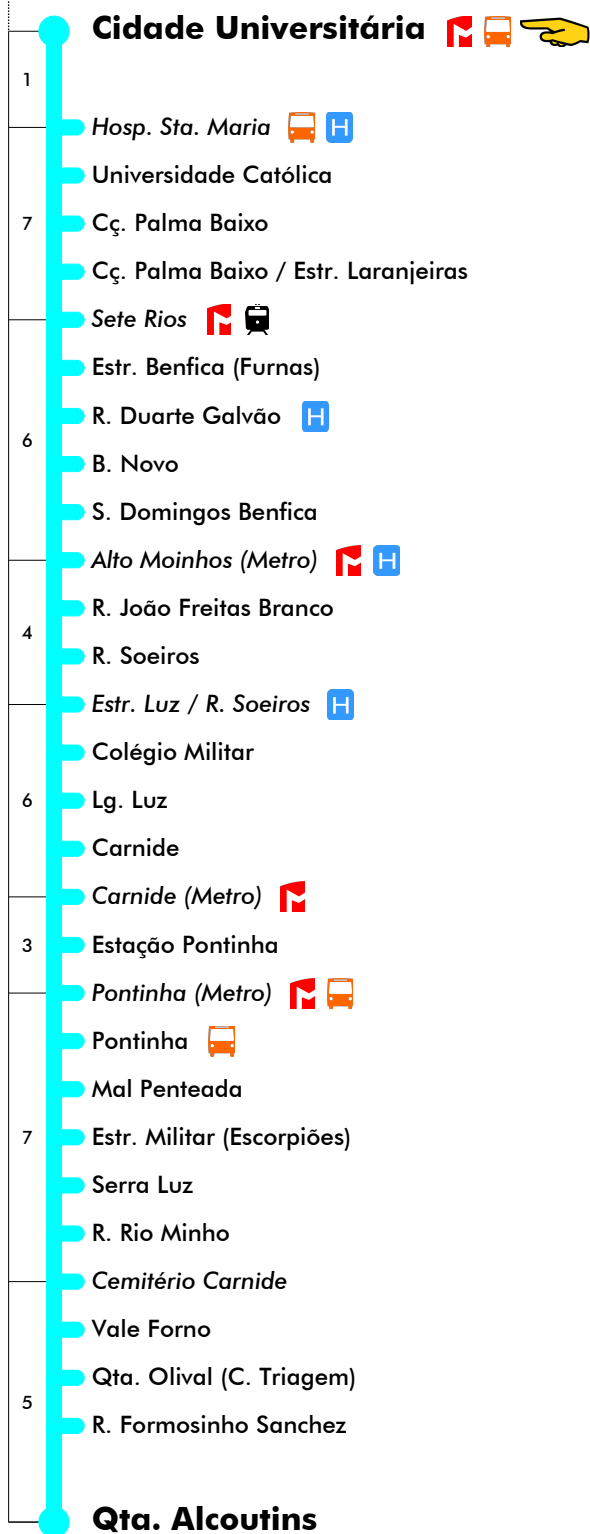 Cidade Universitária
1
Hosp. Sta. Maria H
Universidade Católica
7 Cç. Palma Baixo
Cç. Palma Baixo / Estr. Laranjeiras
Sete Rios
Estr. Benfica (Furnas)
R. Duarte Galvão H
6
B. Novo
S. Domingos Benfica
Alto Moinhos (Metro) H
R. João Freitas Branco
4
R. Soeiros
Estr. Luz / R. Soeiros H
Colégio Militar
6 Lg. Luz
Carnide
Carnide (Metro)
3 Estação Pontinha
Pontinha (Metro)
Pontinha
Mal Penteada
7 Estr. Militar (Escorpiões)
Serra Luz
R. Rio Minho
Cemitério Carnide
Vale Forno
Qta. Olival (C. Triagem)
5
R. Formosinho Sanchez
Qta. Alcoutins